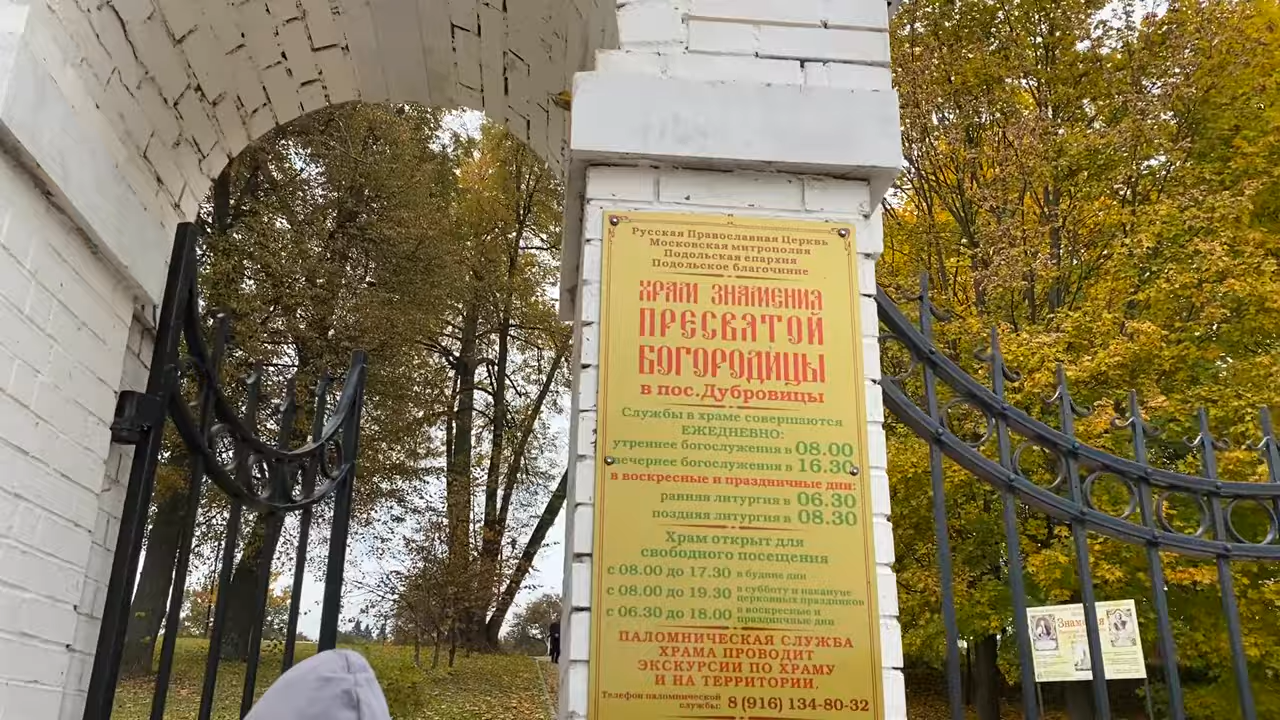 Русская Православная Церковь
Московская митрополия
Подольская епархия
Подольское благочиние
ХРАМ ЗНАМЕНИЯ
ПРЕСВЯТОЙ
БОГОРОДИЦЫ
в пос.Дубровицы
Службы в храме совершаются
ЕЖЕДНЕВНО:
утреннее богослужения в 08.00
вечернее богослужения в 16.30
в воскресные и праздничные дни:
ранняя литургия в 06.30
поздняя литургия в 08.30
Храм открыт для
свободного посещения
с 08.00 до 17.30 в будние дни
с 08.00 до 19.30 в субботу и накануне
церковных праздников
с 06.30 до 18.00 в воскресные и
праздничные дни
ПАЛОМНИЧЕСКАЯ СЛУЖБА
ХРАМА ПРОВОДИТ
ЭКСКУРСИИ ПО ХРАМУ
И НА ТЕРРИТОРИИ.
Телефон паломнической
службы: 8 (916) 134-80-32